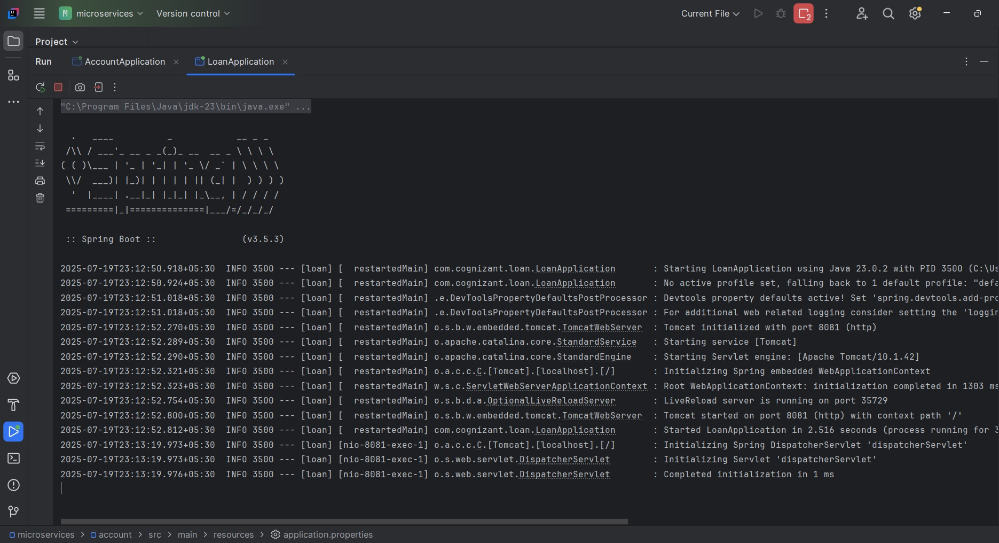 M microservices Version control Current File 2
Project
Run AccountApplication LoanApplication
"C:\Program Files\Java\jdk-23\bin\java.exe" ...
  .   ____          _            __ _ _
 /\\ / ___'_ __ _ _(_)_ __  __ _ \ \ \ \
( ( )\___ | '_ | '_| | '_ \/ _` | \ \ \ \
 \\/  ___)| |_)| | | | | || (_| |  ) ) ) )
  '  |____| .__|_| |_|_| |_\__, | / / / /
 =========|_|==============|___/=/_/_/_/
 :: Spring Boot ::                (v3.5.3)
2025-07-19T23:12:50.918+05:30  INFO 3500 --- [loan] [  restartedMain] com.cognizant.loan.LoanApplication       : Starting LoanApplication using Java 23.0.2 with PID 3500 (C:\Us
2025-07-19T23:12:50.924+05:30  INFO 3500 --- [loan] [  restartedMain] com.cognizant.loan.LoanApplication       : No active profile set, falling back to 1 default profile: "defa
2025-07-19T23:12:51.018+05:30  INFO 3500 --- [loan] [  restartedMain] .e.DevToolsPropertyDefaultsPostProcessor : Devtools property defaults active! Set 'spring.devtools.add-pro
2025-07-19T23:12:51.018+05:30  INFO 3500 --- [loan] [  restartedMain] .e.DevToolsPropertyDefaultsPostProcessor : For additional web related logging consider setting the 'loggin
2025-07-19T23:12:52.270+05:30  INFO 3500 --- [loan] [  restartedMain] o.s.b.w.embedded.tomcat.TomcatWebServer  : Tomcat initialized with port 8081 (http)
2025-07-19T23:12:52.289+05:30  INFO 3500 --- [loan] [  restartedMain] o.apache.catalina.core.StandardService   : Starting service [Tomcat]
2025-07-19T23:12:52.290+05:30  INFO 3500 --- [loan] [  restartedMain] o.apache.catalina.core.StandardEngine    : Starting Servlet engine: [Apache Tomcat/10.1.42]
2025-07-19T23:12:52.321+05:30  INFO 3500 --- [loan] [  restartedMain] o.a.c.c.C.[Tomcat].[localhost].[/]       : Initializing Spring embedded WebApplicationContext
2025-07-19T23:12:52.323+05:30  INFO 3500 --- [loan] [  restartedMain] w.s.c.ServletWebServerApplicationContext : Root WebApplicationContext: initialization completed in 1303 ms
2025-07-19T23:12:52.754+05:30  INFO 3500 --- [loan] [  restartedMain] o.s.b.d.a.OptionalLiveReloadServer       : LiveReload server is running on port 35729
2025-07-19T23:12:52.800+05:30  INFO 3500 --- [loan] [  restartedMain] o.s.b.w.embedded.tomcat.TomcatWebServer  : Tomcat started on port 8081 (http) with context path '/'
2025-07-19T23:12:52.812+05:30  INFO 3500 --- [loan] [  restartedMain] com.cognizant.loan.LoanApplication       : Started LoanApplication in 2.516 seconds (process running for 3
2025-07-19T23:13:19.973+05:30  INFO 3500 --- [loan] [nio-8081-exec-1] o.a.c.c.C.[Tomcat].[localhost].[/]       : Initializing Spring DispatcherServlet 'dispatcherServlet'
2025-07-19T23:13:19.973+05:30  INFO 3500 --- [loan] [nio-8081-exec-1] o.s.web.servlet.DispatcherServlet        : Initializing Servlet 'dispatcherServlet'
2025-07-19T23:13:19.976+05:30  INFO 3500 --- [loan] [nio-8081-exec-1] o.s.web.servlet.DispatcherServlet        : Completed initialization in 1 ms
microservices > account > src > main > resources > application.properties